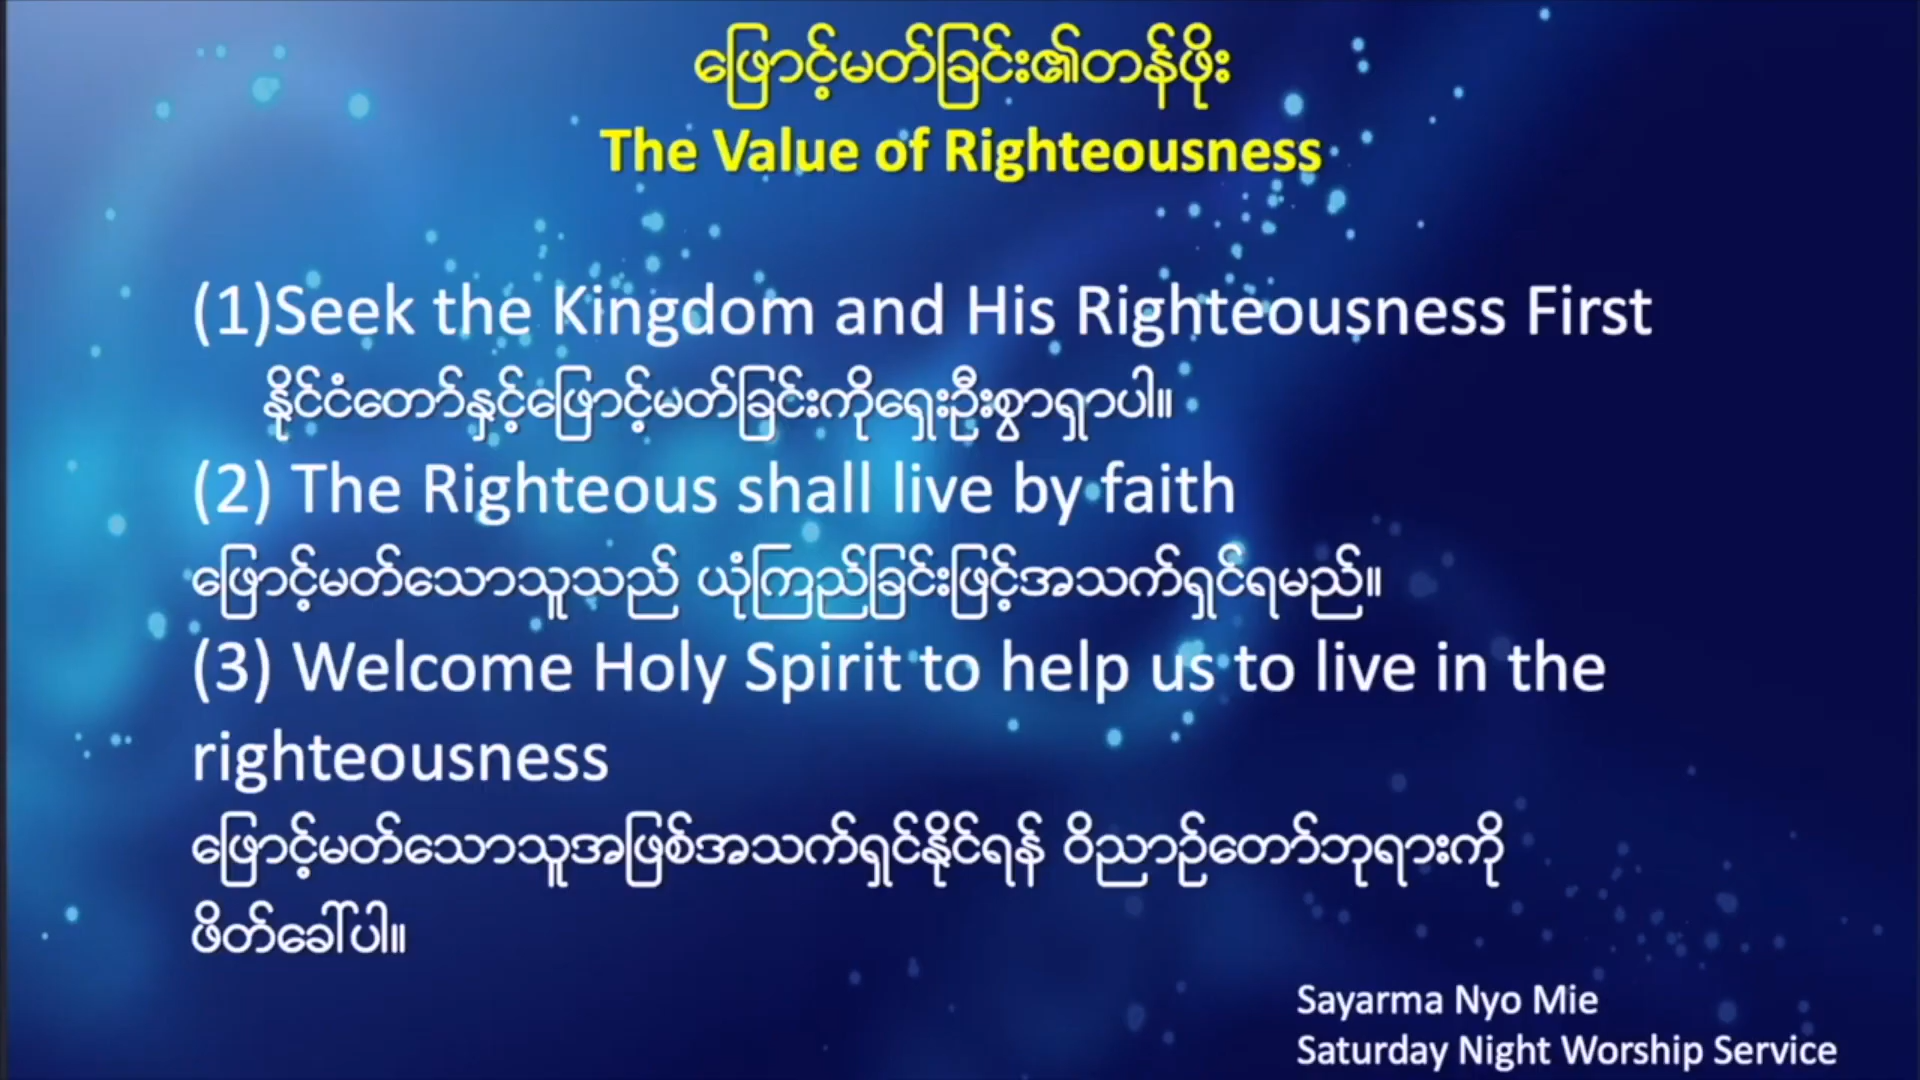 ဖြောင့်မတ်ခြင်း၏တန်ဖိုး
The Value of Righteousness
(1)Seek the Kingdom and His Righteousness First
နိုင်ငံတော်နှင့်ဖြောင့်မတ်ခြင်းကိုရှေးဦးစွာရှာပါ။
(2) The Righteous shall live by faith
ဖြောင့်မတ်သောသူသည် ယုံကြည်ခြင်းဖြင့်အသက်ရှင်ရမည်။
(3) Welcome Holy Spirit to help us to live in the
righteousness
ဖြောင့်မတ်သောသူအဖြစ်အသက်ရှင်နိုင်ရန် ဝိညာဉ်တော်ဘုရားကို
ဖိတ်ခေါ်ပါ။
Sayarma Nyo Mie
Saturday Night Worship Service